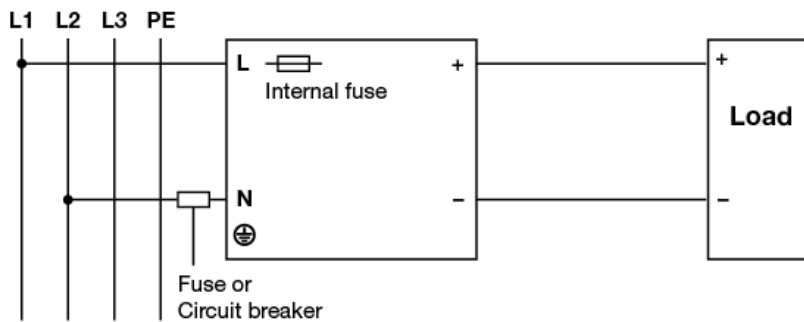 L1 L2 L3 PE
L
+
+
Internal fuse
Load
N
−
−
Fuse or
Circuit breaker